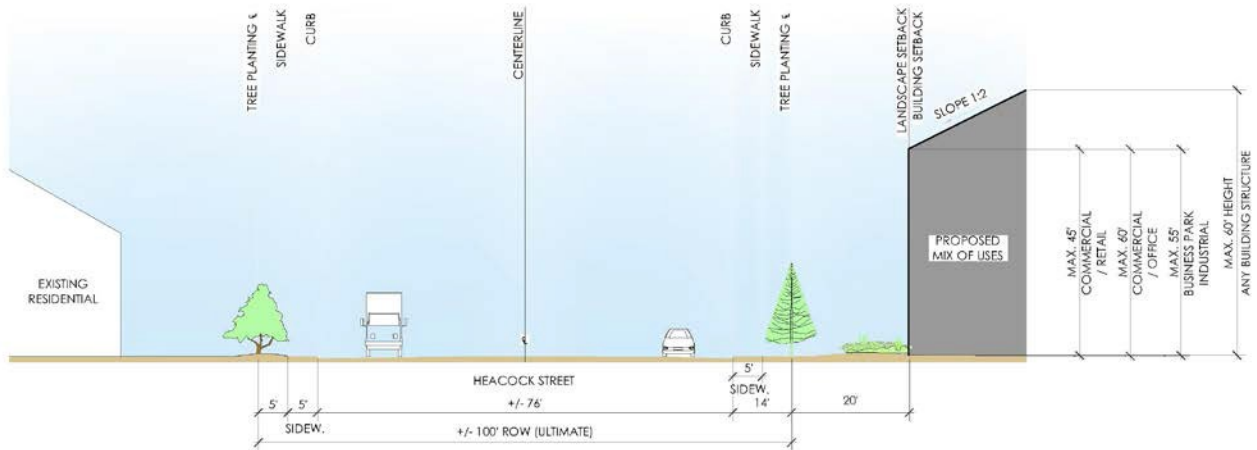 TREE PLANTING ℄
SIDEWALK
CURB
CENTERLINE
CURB
SIDEWALK
TREE PLANTING ℄
LANDSCAPE SETBACK
BUILDING SETBACK
SLOPE 1:2
EXISTING
RESIDENTIAL
PROPOSED
MIX OF USES
MAX. 45'
COMMERCIAL
/ RETAIL
MAX. 60'
COMMERCIAL
/ OFFICE
MAX. 55'
BUSINESS PARK
INDUSTRIAL
MAX. 60' HEIGHT
ANY BUILDING STRUCTURE
℄
HEACOCK STREET
5'
SIDEW.
5'
5'
+/- 76'
14'
20'
SIDEW.
+/- 100' ROW (ULTIMATE)